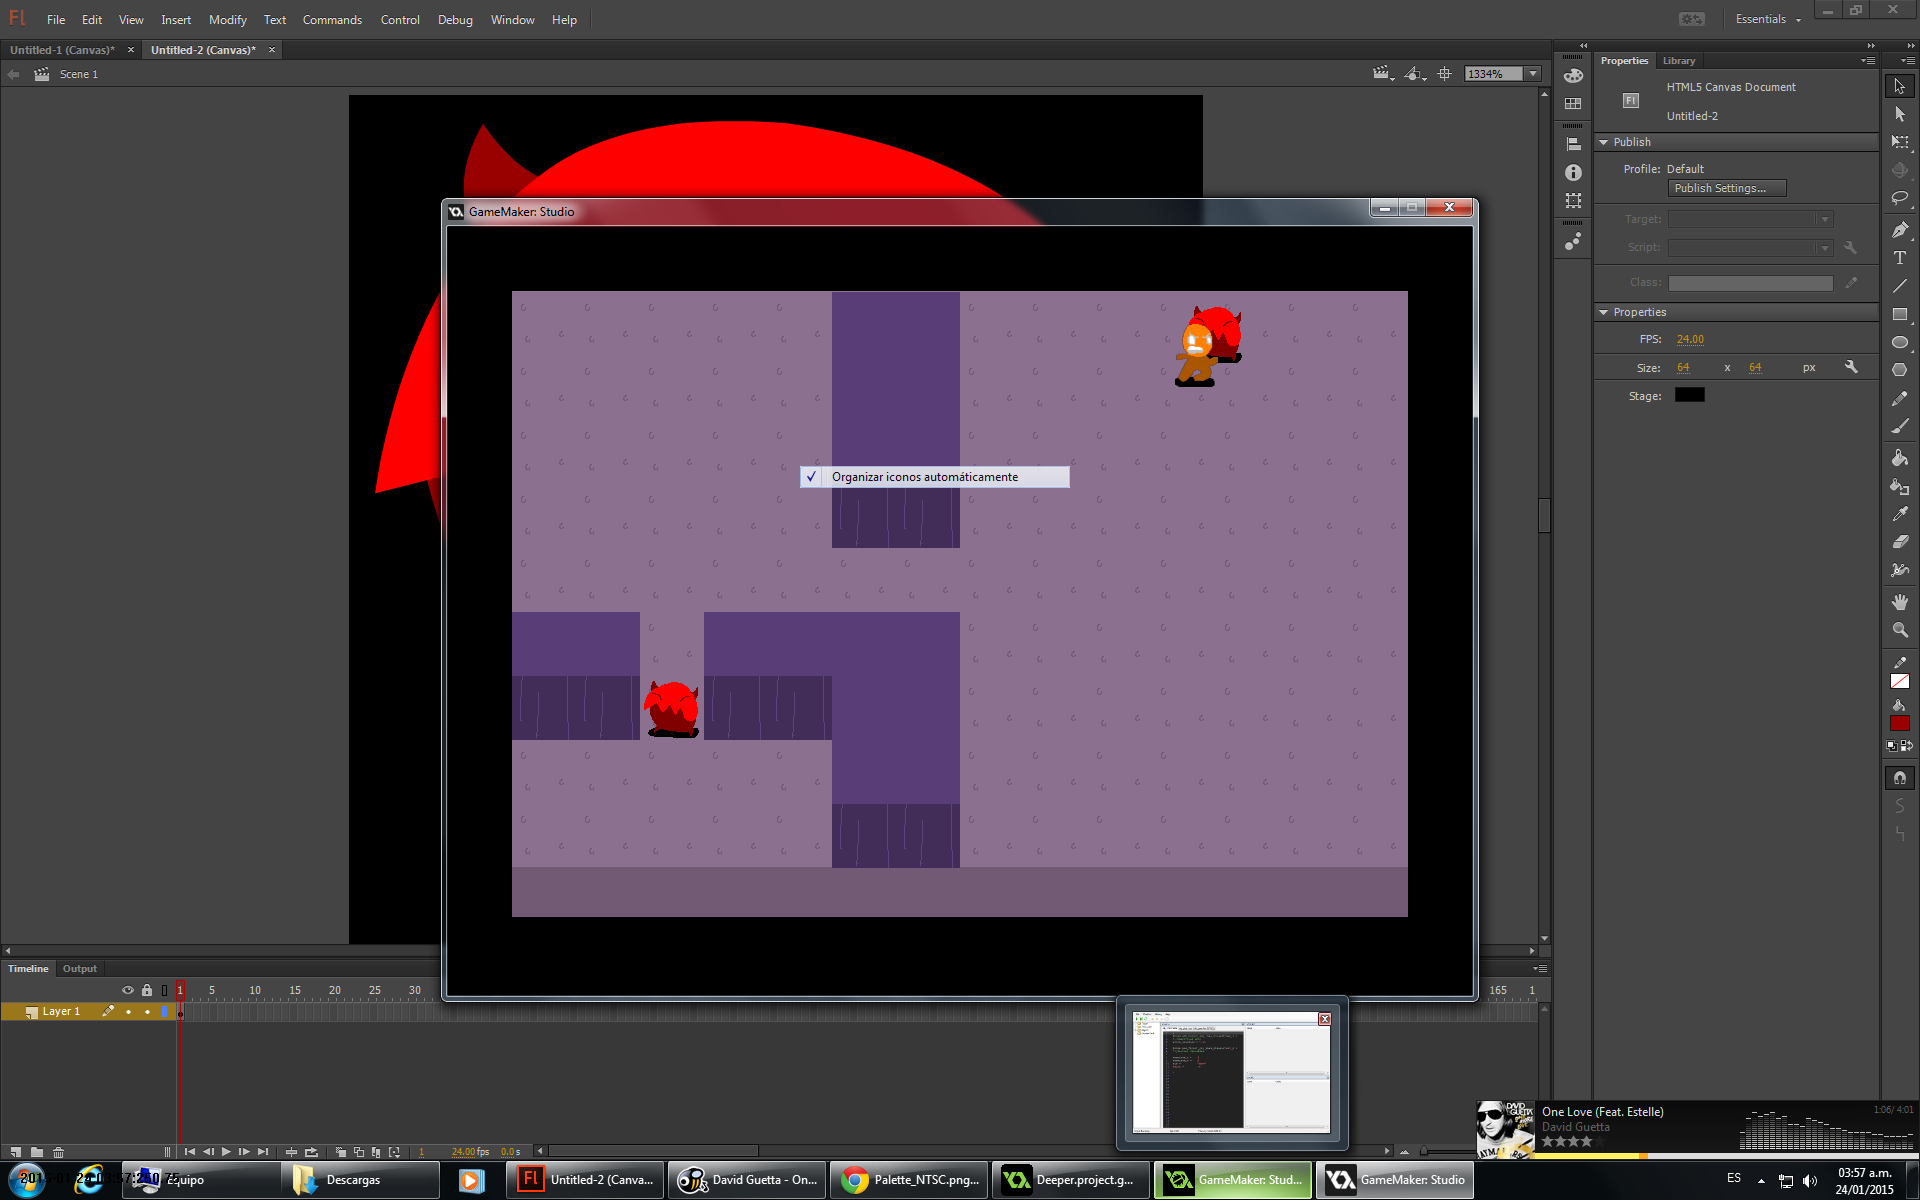 Fl File Edit View Insert Modify Text Commands Control Debug Window Help
Essentials
Untitled-1 (Canvas)* × Untitled-2 (Canvas)* ×
Scene 1
1334%
Properties Library
HTML5 Canvas Document
Fl
Untitled-2
Publish
Profile: Default
Publish Settings...
Target:
Script:
Class:
Properties
FPS: 24.00
Size: 64 x 64 px
Stage:
GameMaker: Studio
Organizar iconos automáticamente
Timeline Output
1 5 10 15 20 25 30 165 1
Layer 1
1 24.00 fps 0.0 s
One Love (Feat. Estelle)
David Guetta
1:06/ 4:01
Equipo
Descargas
Fl Untitled-2 (Canva...
David Guetta - On...
Palette_NTSC.png...
Deeper.project.g...
GameMaker: Stud...
GameMaker: Studio
ES
03:57 a.m.
24/01/2015